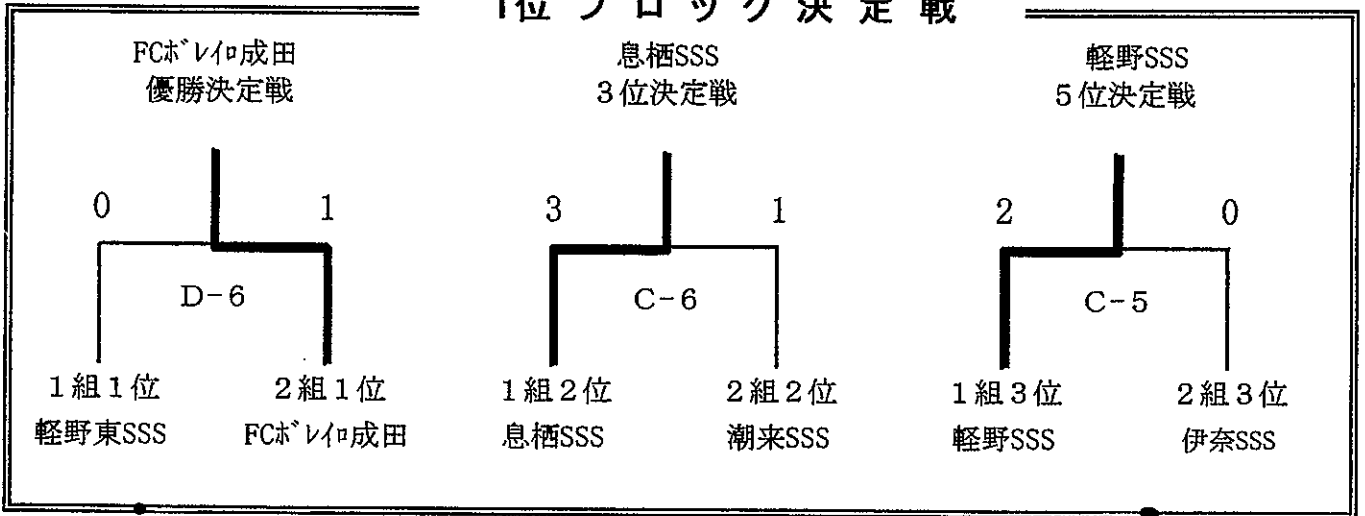 1位ブロック決定戦
FCボレイロ成田
優勝決定戦
0 1
D-6
1組1位 2組1位
軽野東SSS FCボレイロ成田
息栖SSS
3位決定戦
3 1
C-6
1組2位 2組2位
息栖SSS 潮来SSS
軽野SSS
5位決定戦
2 0
C-5
1組3位 2組3位
軽野SSS 伊奈SSS